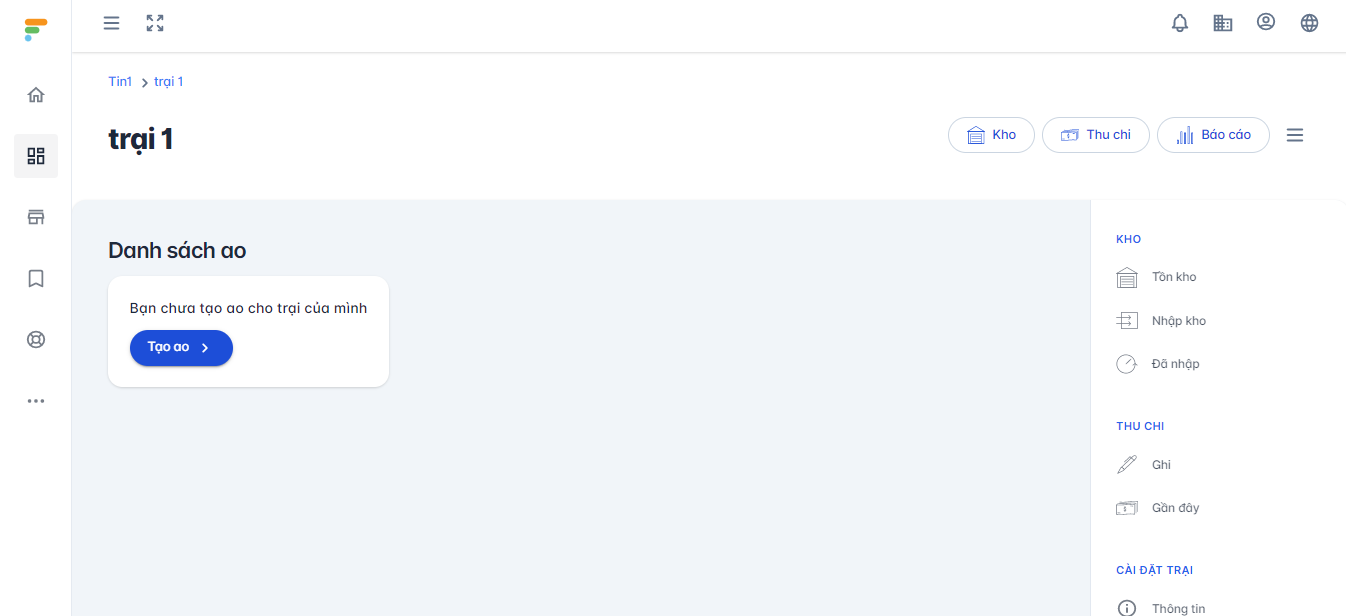 Tin1 > trại 1
trại 1
Kho
Thu chi
Báo cáo
Danh sách ao
Bạn chưa tạo ao cho trại của mình
Tạo ao
KHO
Tồn kho
Nhập kho
Đã nhập
THU CHI
Ghi
Gần đây
CÀI ĐẶT TRẠI
Thông tin